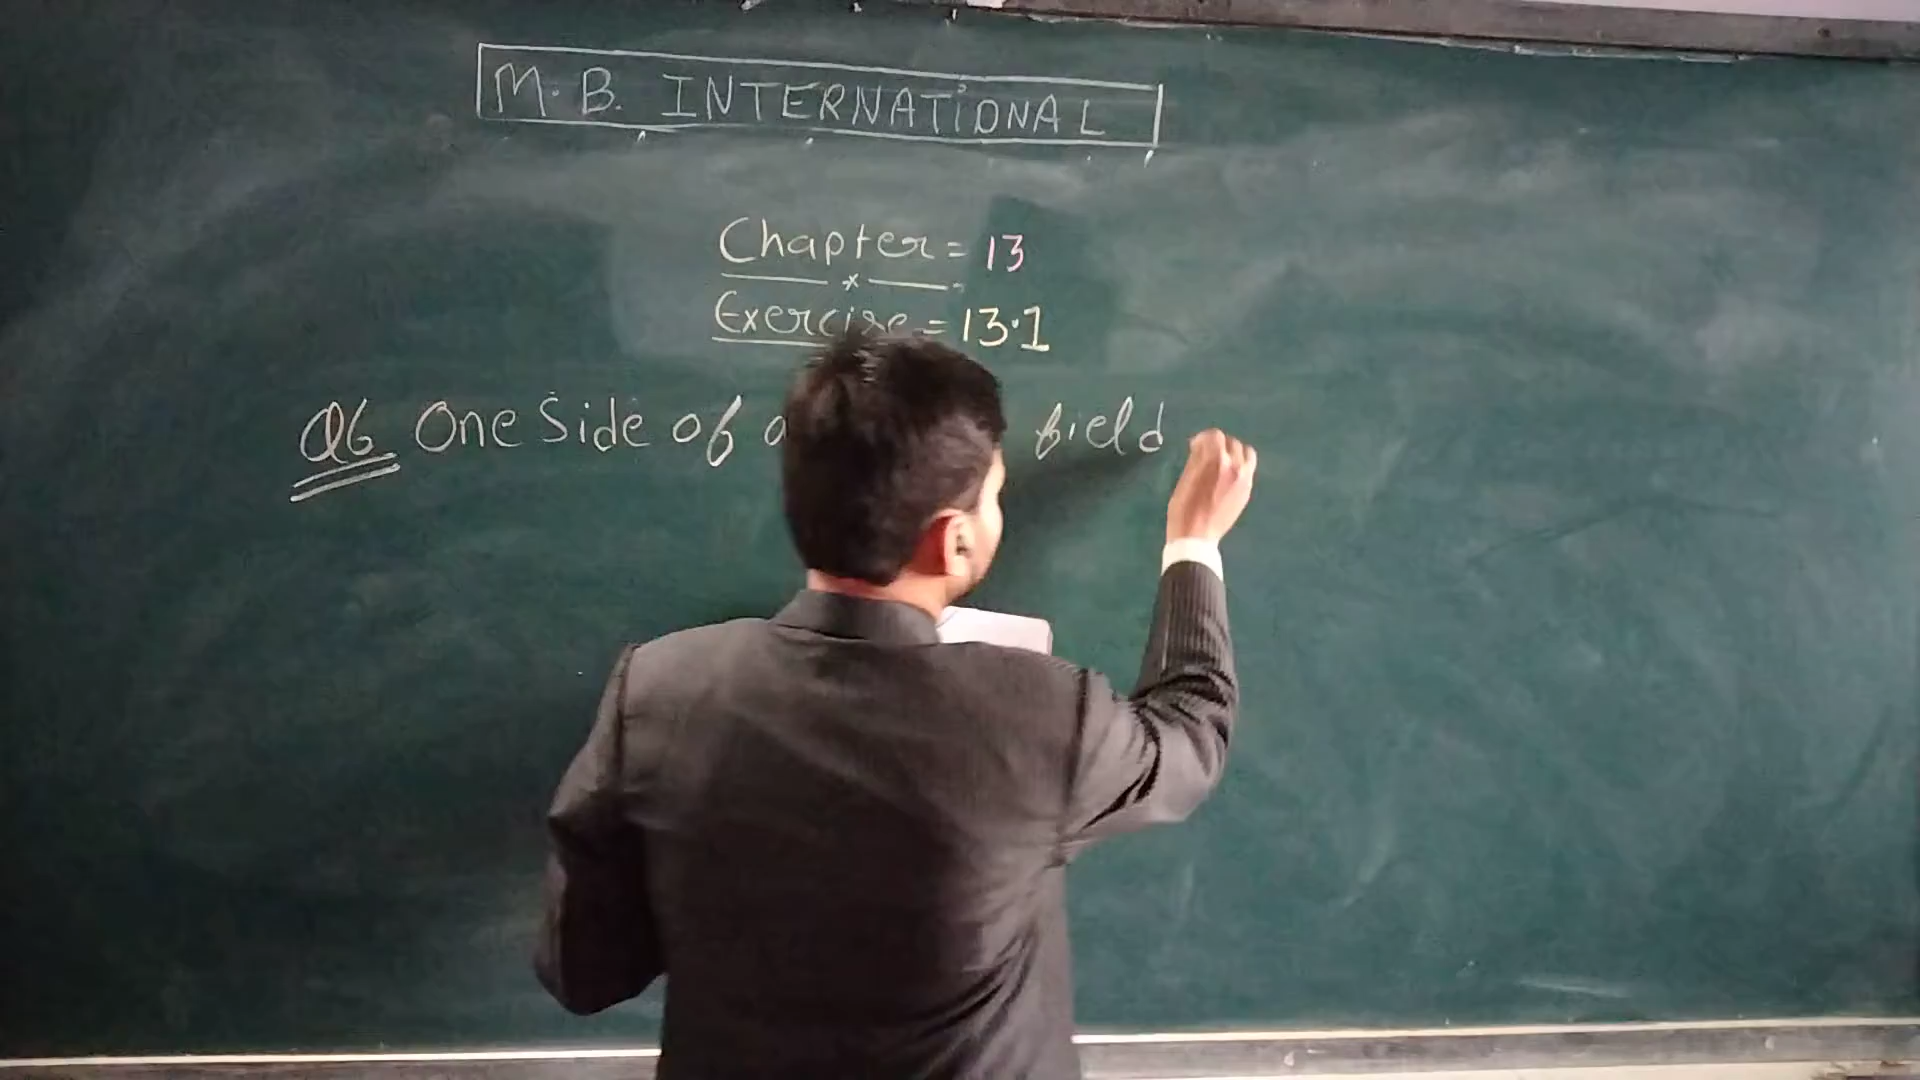 M. B. INTERNATIONAL
Chapter = 13
Exercise = 13.1
Q6 One Side of a field